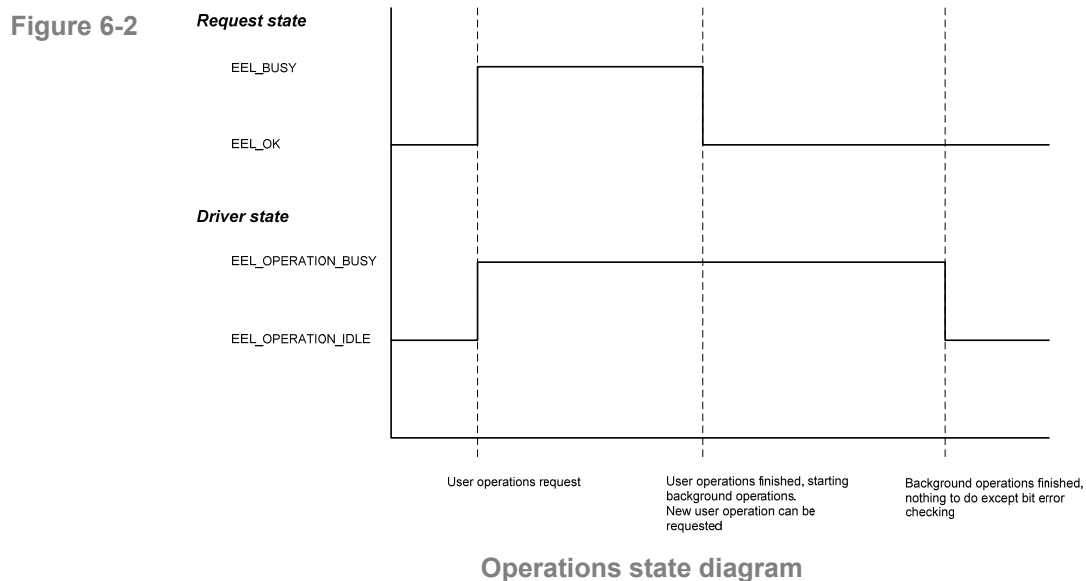 Figure 6-2
Request state
EEL_BUSY
EEL_OK
Driver state
EEL_OPERATION_BUSY
EEL_OPERATION_IDLE
User operations request
User operations finished, starting
background operations.
New user operation can be
requested
Background operations finished,
nothing to do except bit error
checking
Operations state diagram